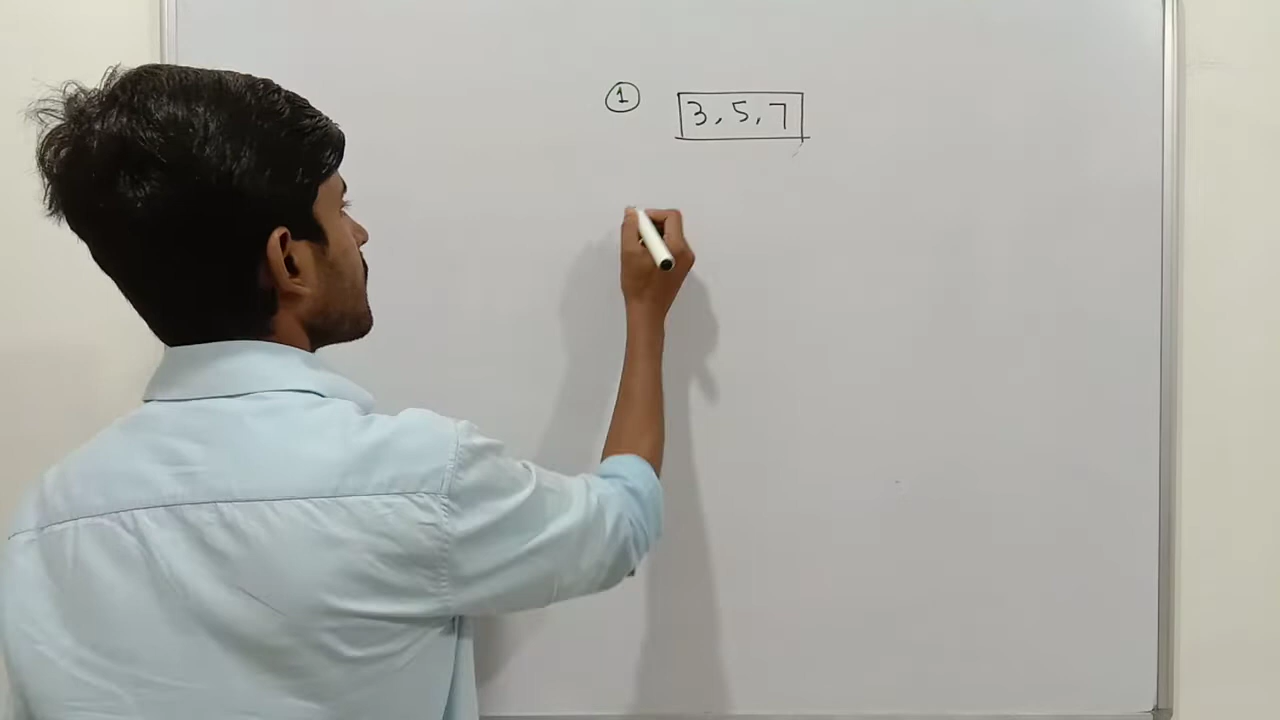 ① 3, 5, 7